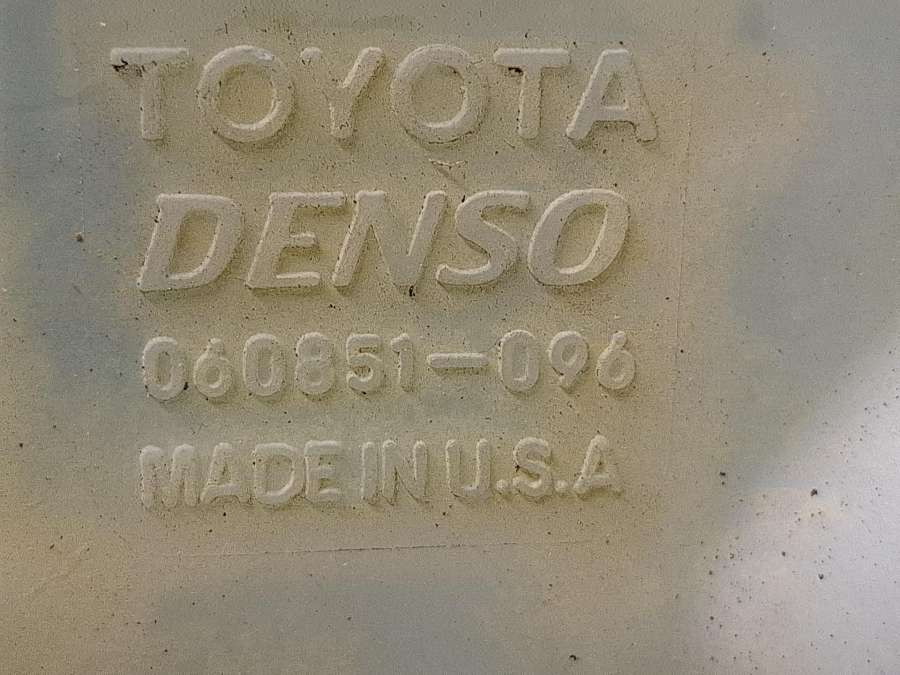 TOYOTA
DENSO
060851-096
MADE IN U.S.A